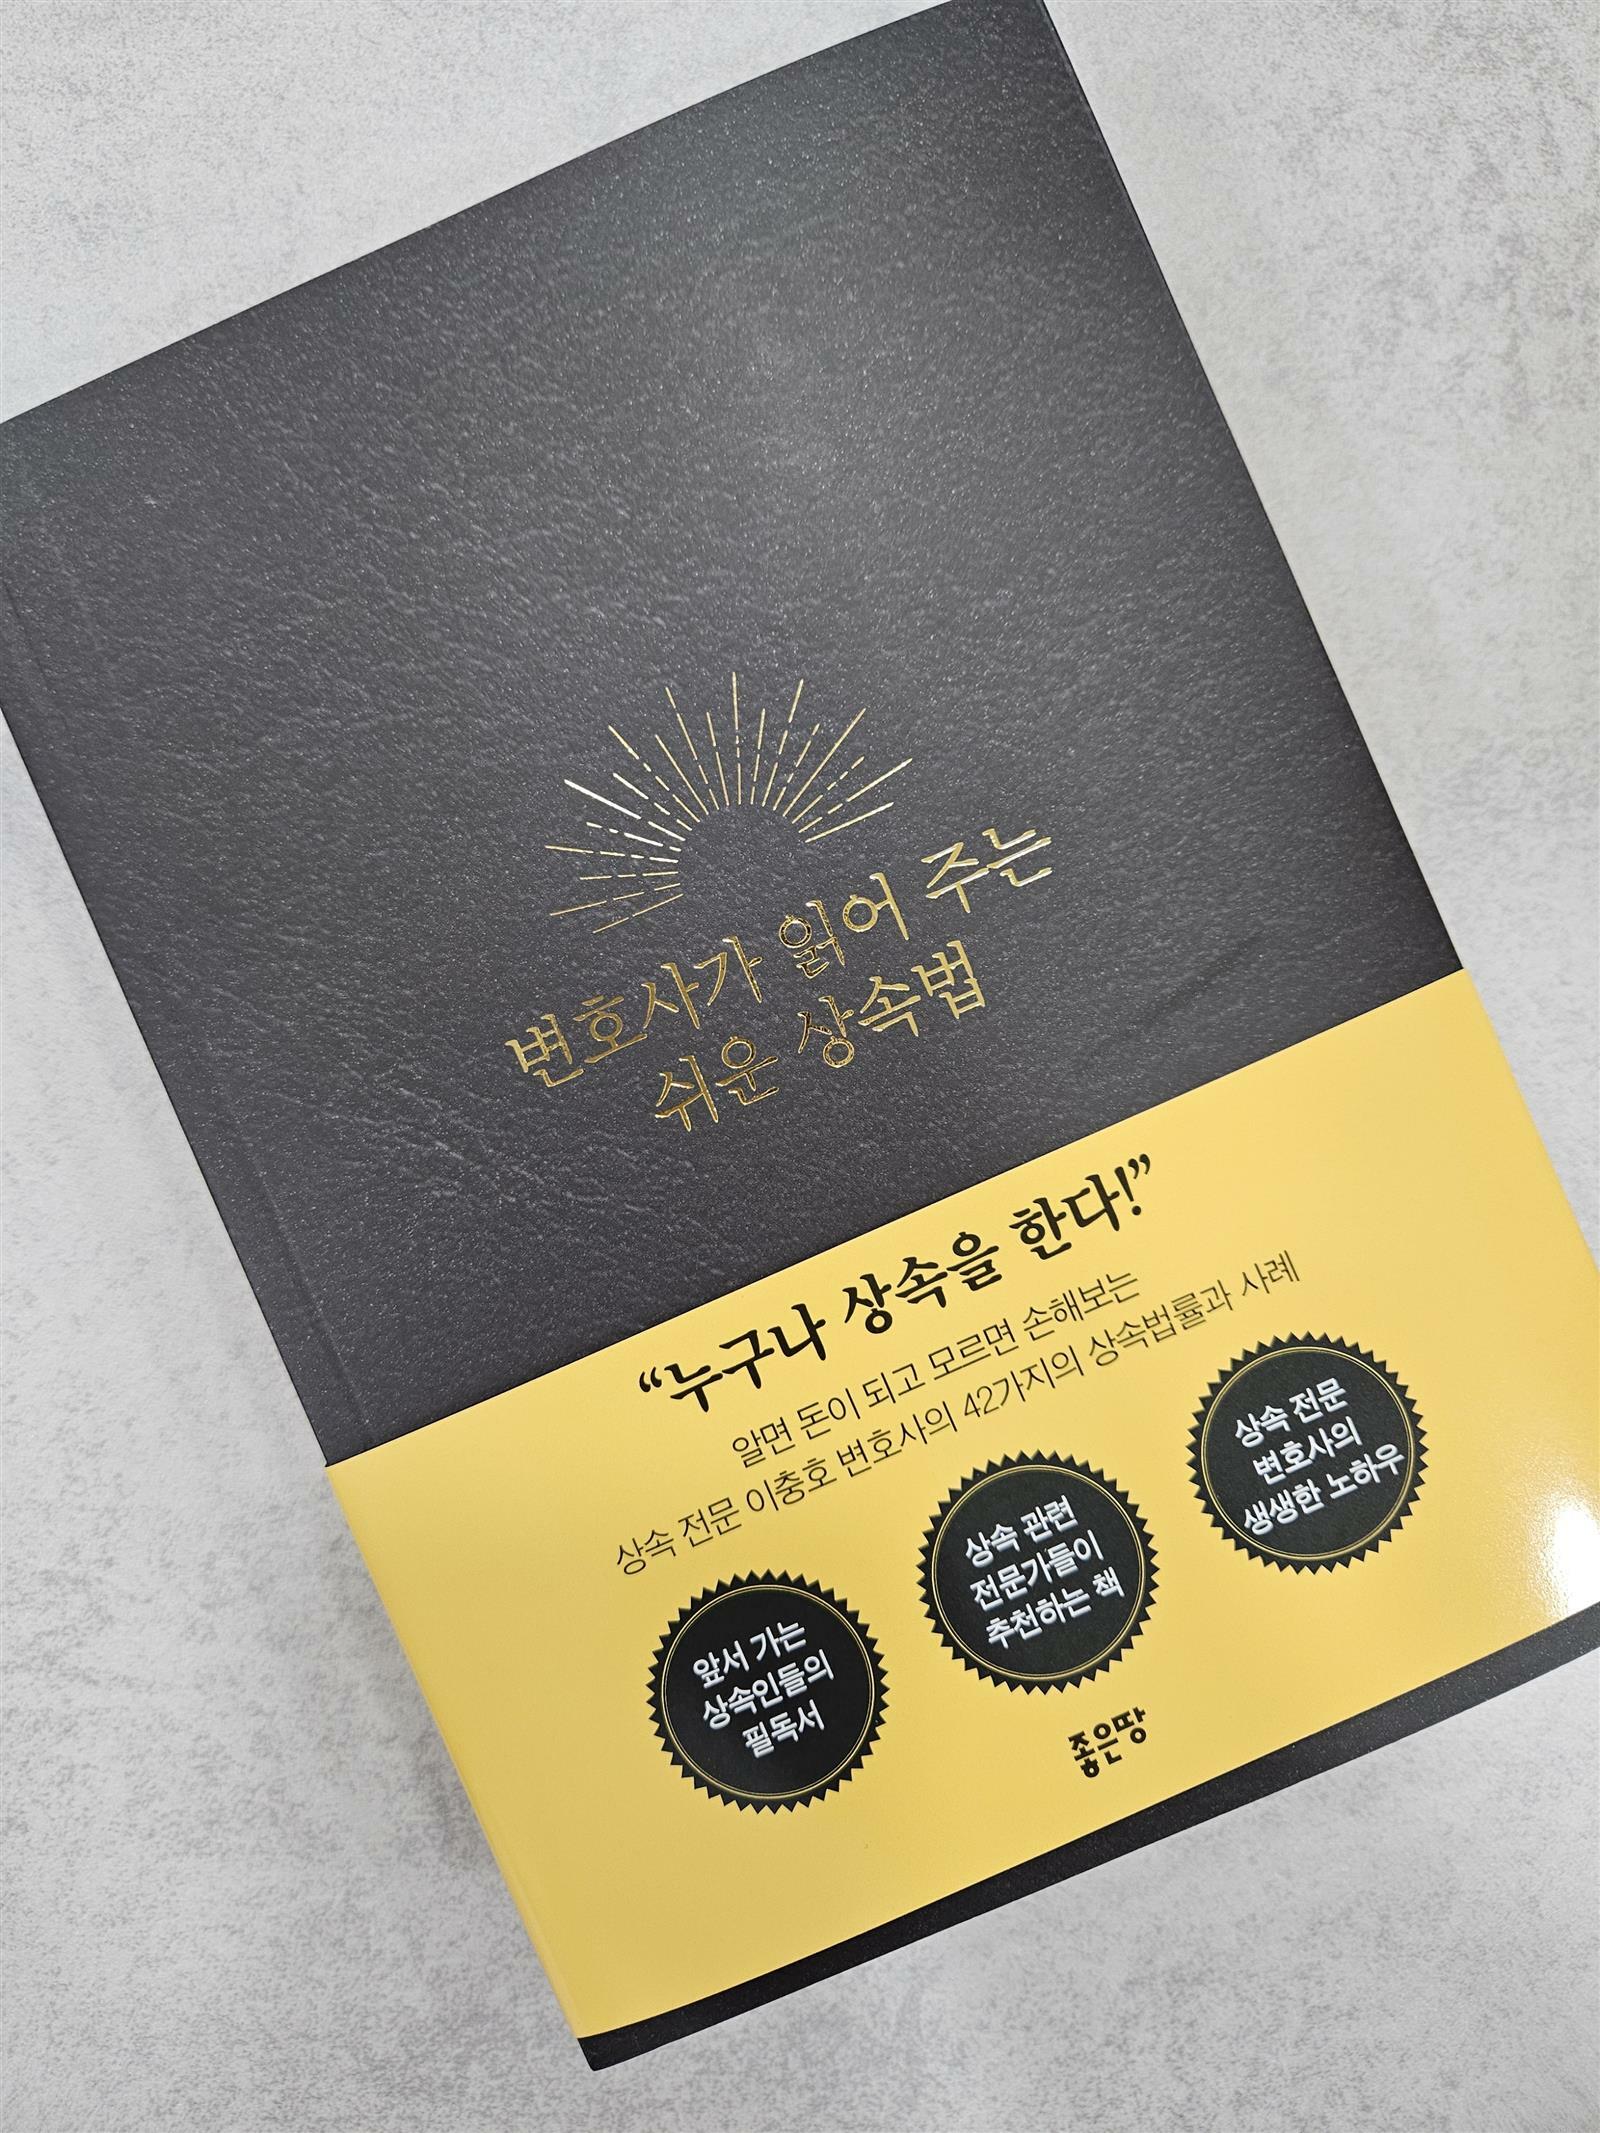 변호사가 읽어 주는
쉬운 상속법
“누구나 상속을 한다!”
알면 돈이 되고 모르면 손해보는
상속 전문 이충호 변호사의 42가지의 상속법률과 사례
앞서 가는
상속인들의
필독서
상속 관련
전문가들이
추천하는 책
상속 전문
변호사의
생생한 노하우
좋은땅